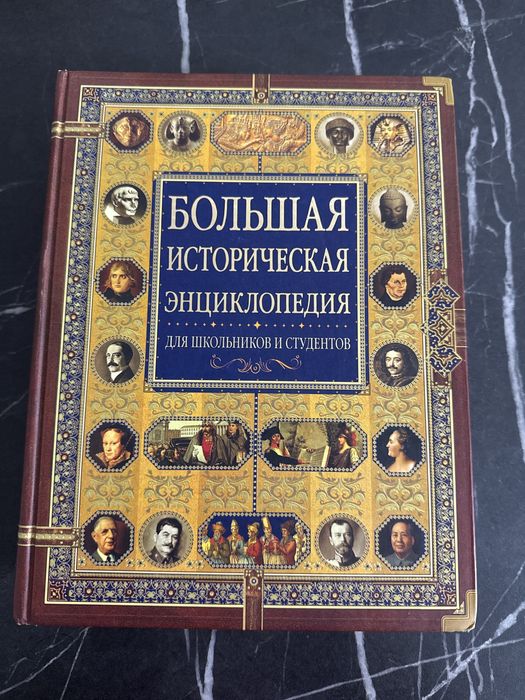 БОЛЬШАЯ
ИСТОРИЧЕСКАЯ
ЭНЦИКЛОПЕДИЯ
ДЛЯ ШКОЛЬНИКОВ И СТУДЕНТОВ